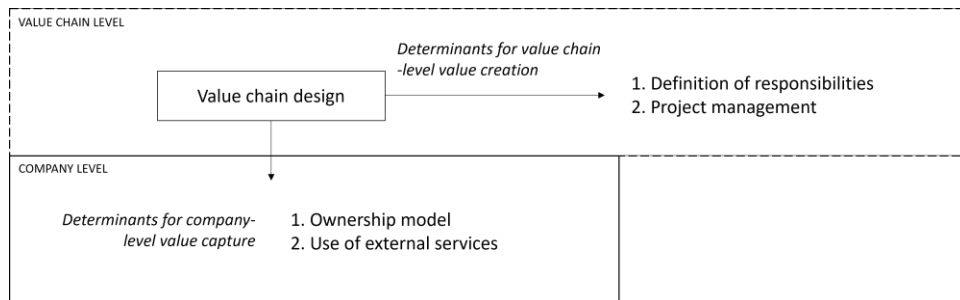 VALUE CHAIN LEVEL
Determinants for value chain
-level value creation
Value chain design
1. Definition of responsibilities
2. Project management
COMPANY LEVEL
Determinants for company-
level value capture
1. Ownership model
2. Use of external services